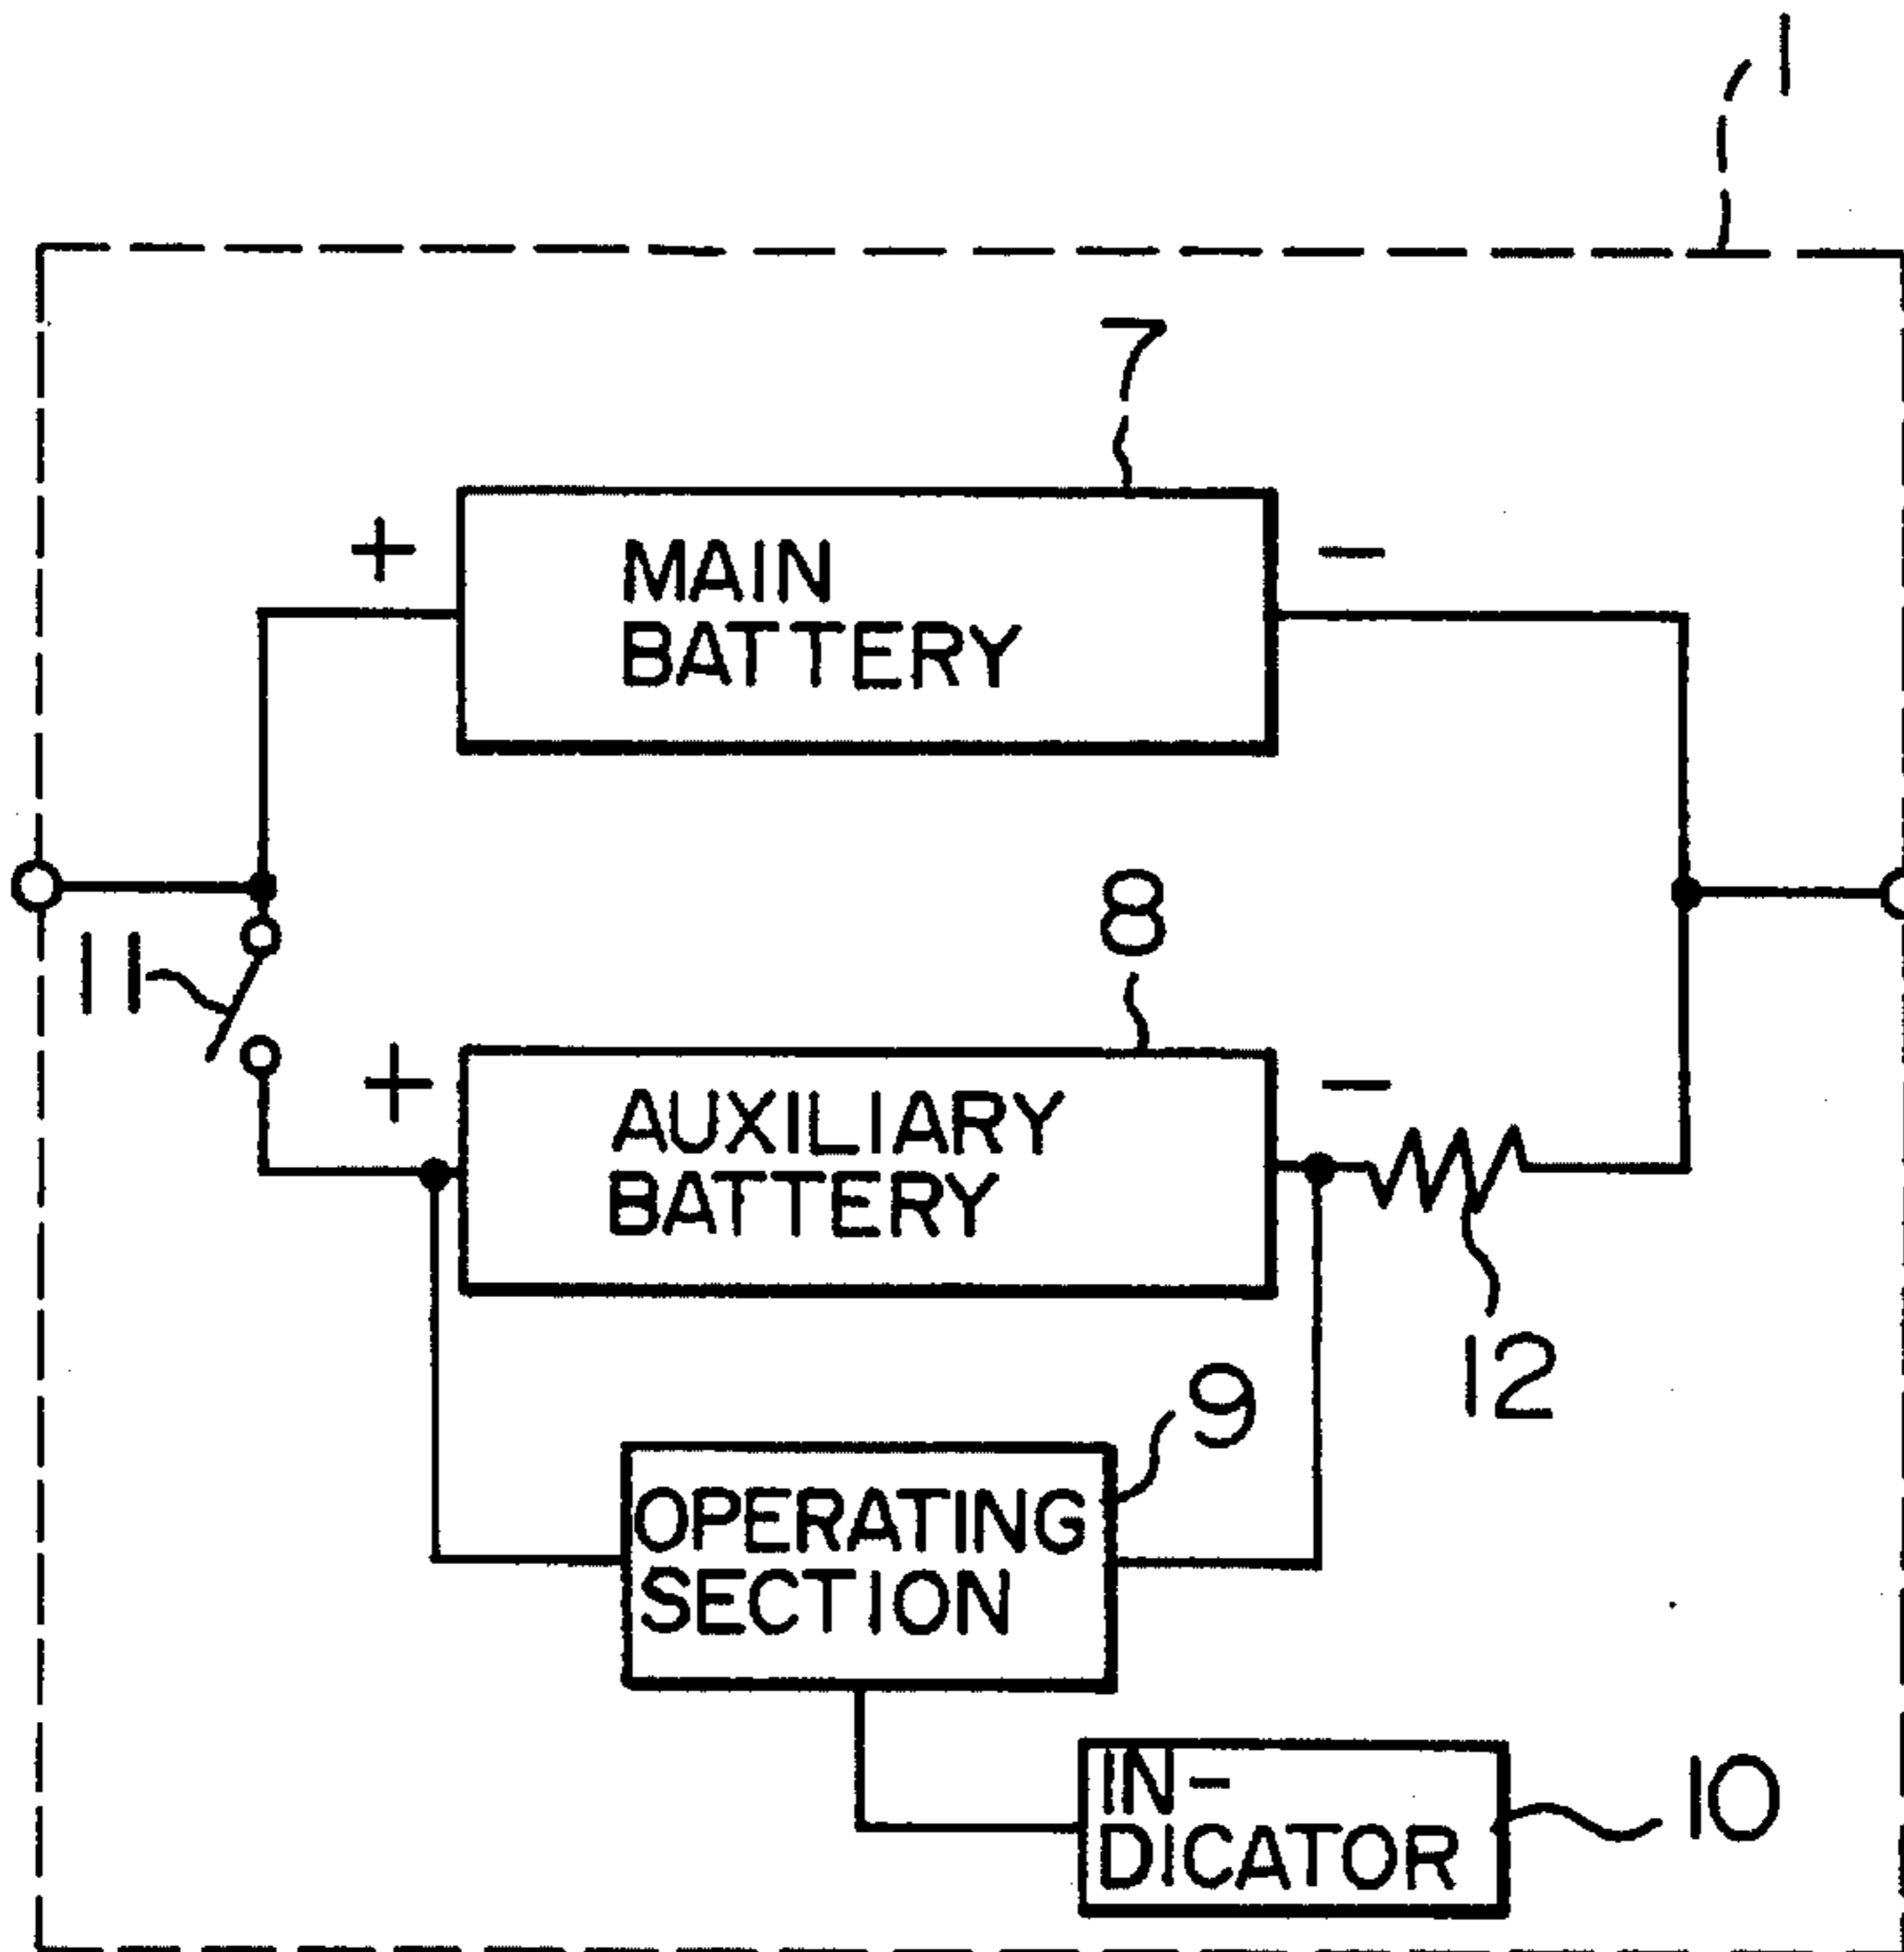 1
7
+
MAIN
BATTERY
−
8
11
+
AUXILIARY
BATTERY
−
12
9
OPERATING
SECTION
IN-
DICATOR
10